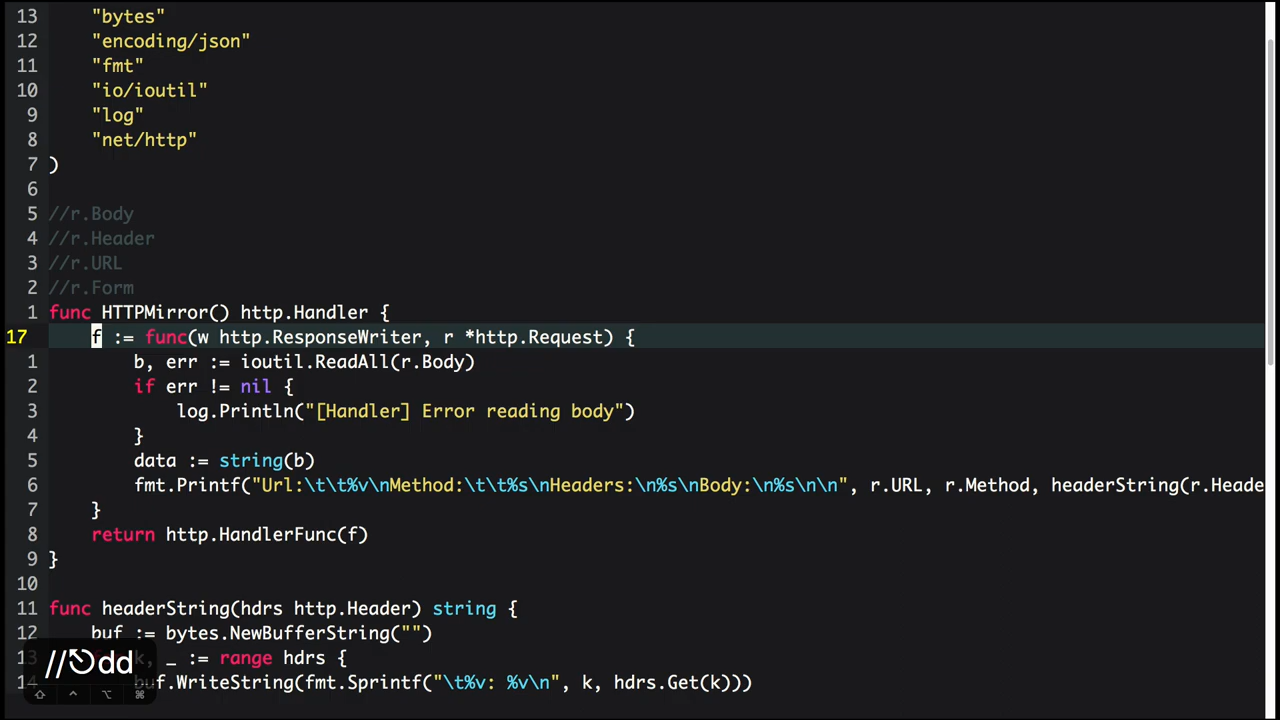 13 "bytes"
12 "encoding/json"
11 "fmt"
10 "io/ioutil"
9 "log"
8 "net/http"
7 )
6
5 //r.Body
4 //r.Header
3 //r.URL
2 //r.Form
1 func HTTPMirror() http.Handler {
17 f := func(w http.ResponseWriter, r *http.Request) {
1 b, err := ioutil.ReadAll(r.Body)
2 if err != nil {
3 log.Println("[Handler] Error reading body")
4 }
5 data := string(b)
6 fmt.Printf("Url:\t\t%v\nMethod:\t\t%s\nHeaders:\n%s\nBody:\n%s\n\n", r.URL, r.Method, headerString(r.Heade
7 }
8 return http.HandlerFunc(f)
9 }
10
11 func headerString(hdrs http.Header) string {
12 buf := bytes.NewBufferString("")
13 k, _ := range hdrs {
14 buf.WriteString(fmt.Sprintf("\t%v: %v\n", k, hdrs.Get(k)))
//⎋dd
⇧ ⌃ ⌥ ⌘